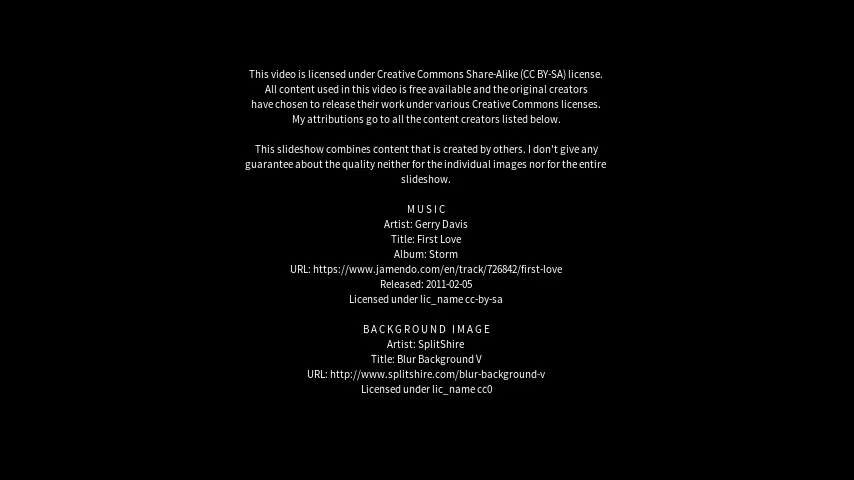 This video is licensed under Creative Commons Share-Alike (CC BY-SA) license.
All content used in this video is free available and the original creators
have chosen to release their work under various Creative Commons licenses.
My attributions go to all the content creators listed below.
This slideshow combines content that is created by others. I don't give any
guarantee about the quality neither for the individual images nor for the entire
slideshow.
MUSIC
Artist: Gerry Davis
Title: First Love
Album: Storm
URL: https://www.jamendo.com/en/track/726842/first-love
Released: 2011-02-05
Licensed under lic_name cc-by-sa
BACKGROUND IMAGE
Artist: SplitShire
Title: Blur Background V
URL: http://www.splitshire.com/blur-background-v
Licensed under lic_name cc0